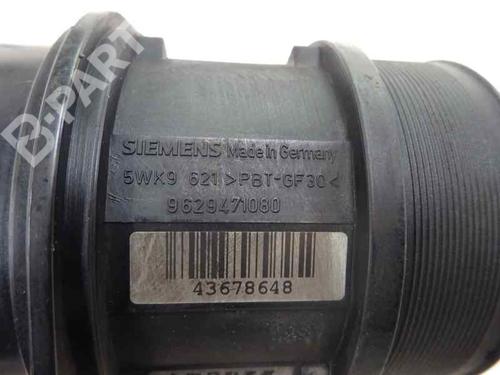 B-PARTS
SIEMENS Made in Germany
5WK9 621 >PBT-GF30<
9629471080
43678648